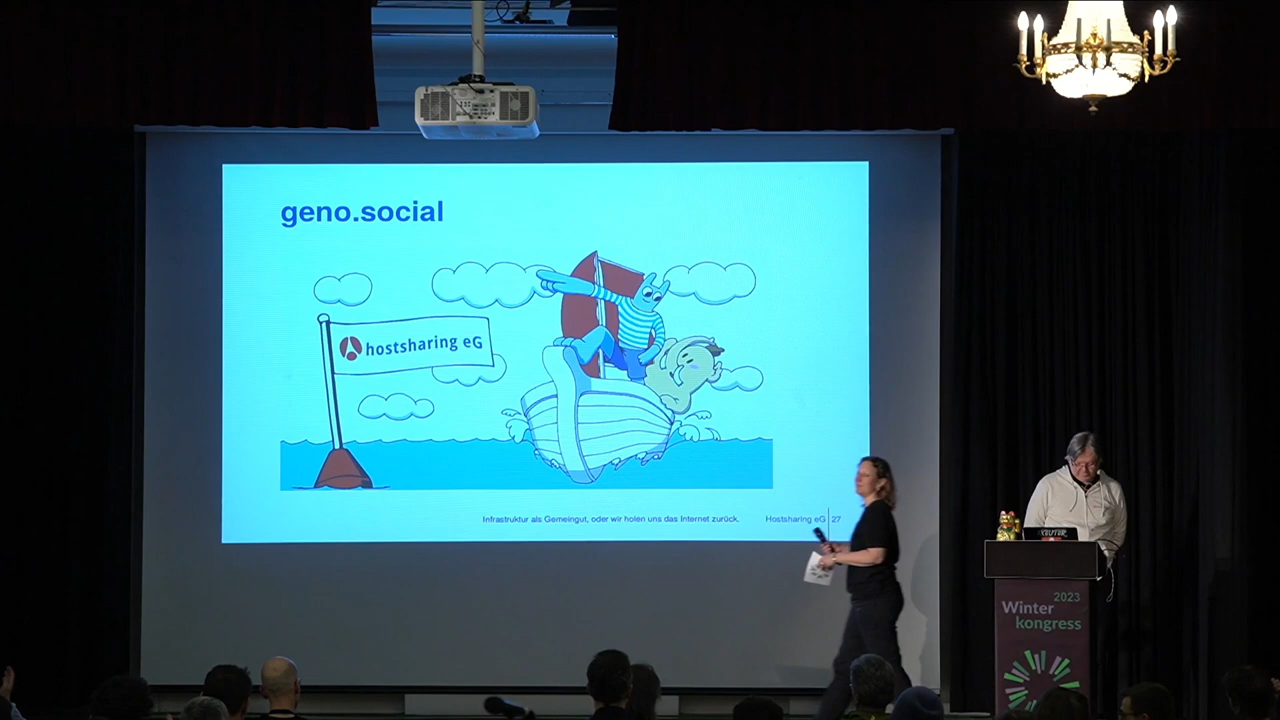 geno.social
hostsharing eG
Infrastruktur als Gemeingut, oder wir holen uns das Internet zurück.
Hostsharing eG
27
2023
Winter
kongress